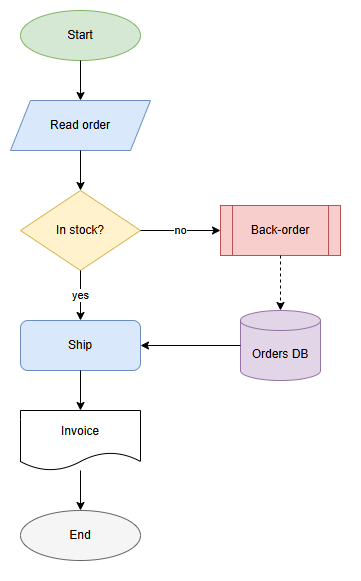 Start
Read order
In stock?
no
Back-order
yes
Ship
Orders DB
Invoice
End